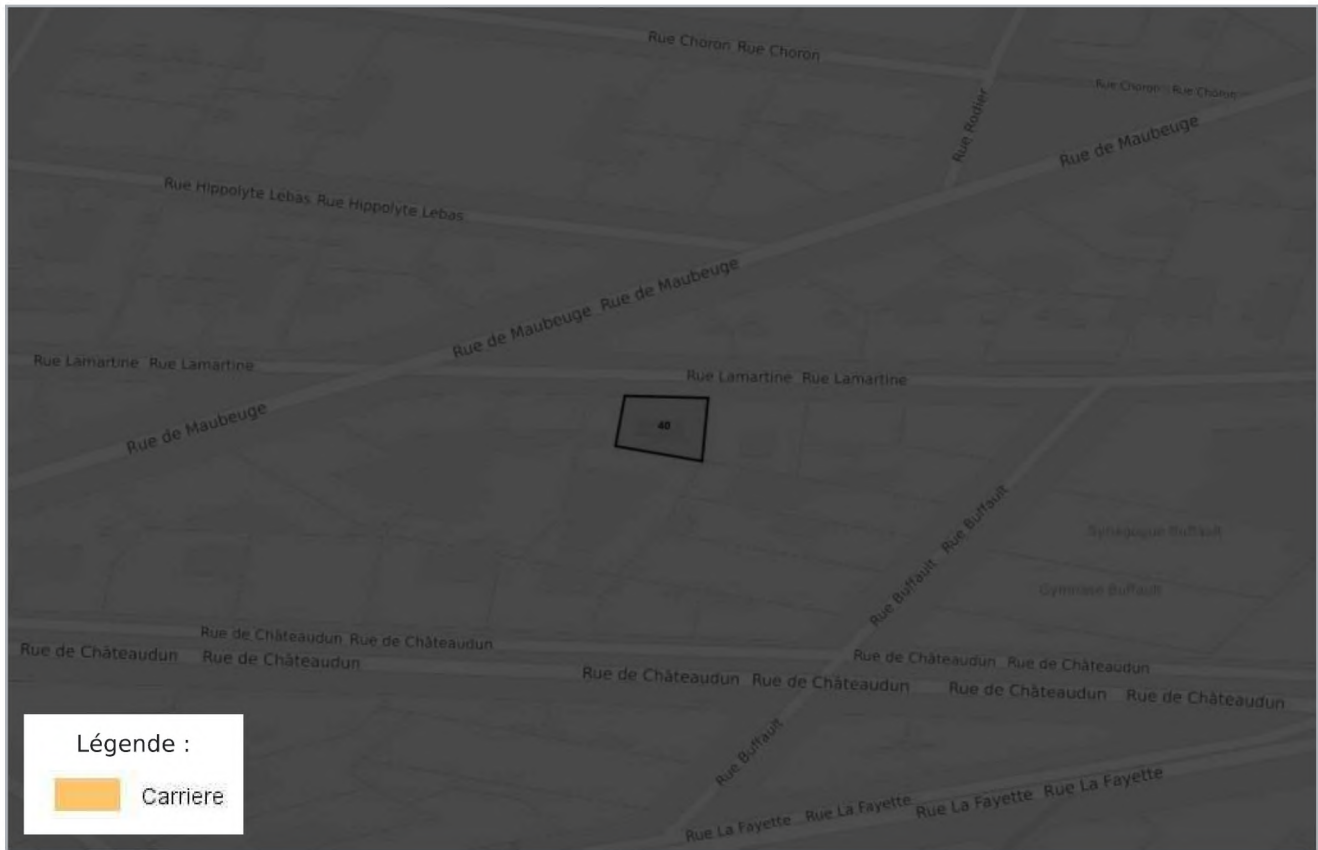 Rue Choron Rue Choron
Rue Choron Rue Choron
Rue Rodier
Rue de Maubeuge
Rue Hippolyte Lebas Rue Hippolyte Lebas
Rue de Maubeuge Rue de Maubeuge
Rue Lamartine Rue Lamartine
Rue Lamartine Rue Lamartine
Rue de Maubeuge
40
Rue Buffault Rue Buffault
Synagogue Buffault
Gymnase Buffault
Rue de Châteaudun Rue de Châteaudun
Rue de Châteaudun Rue de Châteaudun
Rue de Châteaudun Rue de Châteaudun
Rue de Châteaudun Rue de Châteaudun
Rue de Châteaudun Rue de Châteaudun
Rue Buffault
Rue La Fayette Rue La Fayette
Rue La Fayette Rue La Fayette
Légende :
Carriere